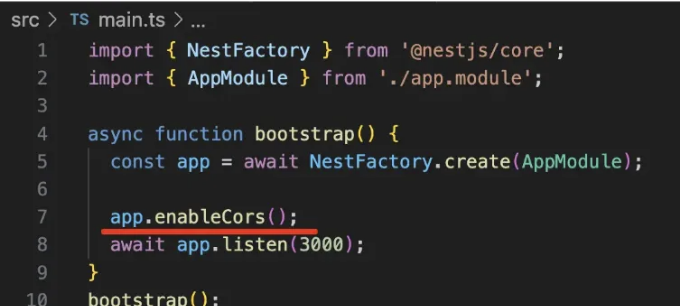 src > TS main.ts > ...
1 import { NestFactory } from '@nestjs/core';
2 import { AppModule } from './app.module';
3
4 async function bootstrap() {
5 const app = await NestFactory.create(AppModule);
6
7 app.enableCors();
8 await app.listen(3000);
9 }
10 bootstrap();